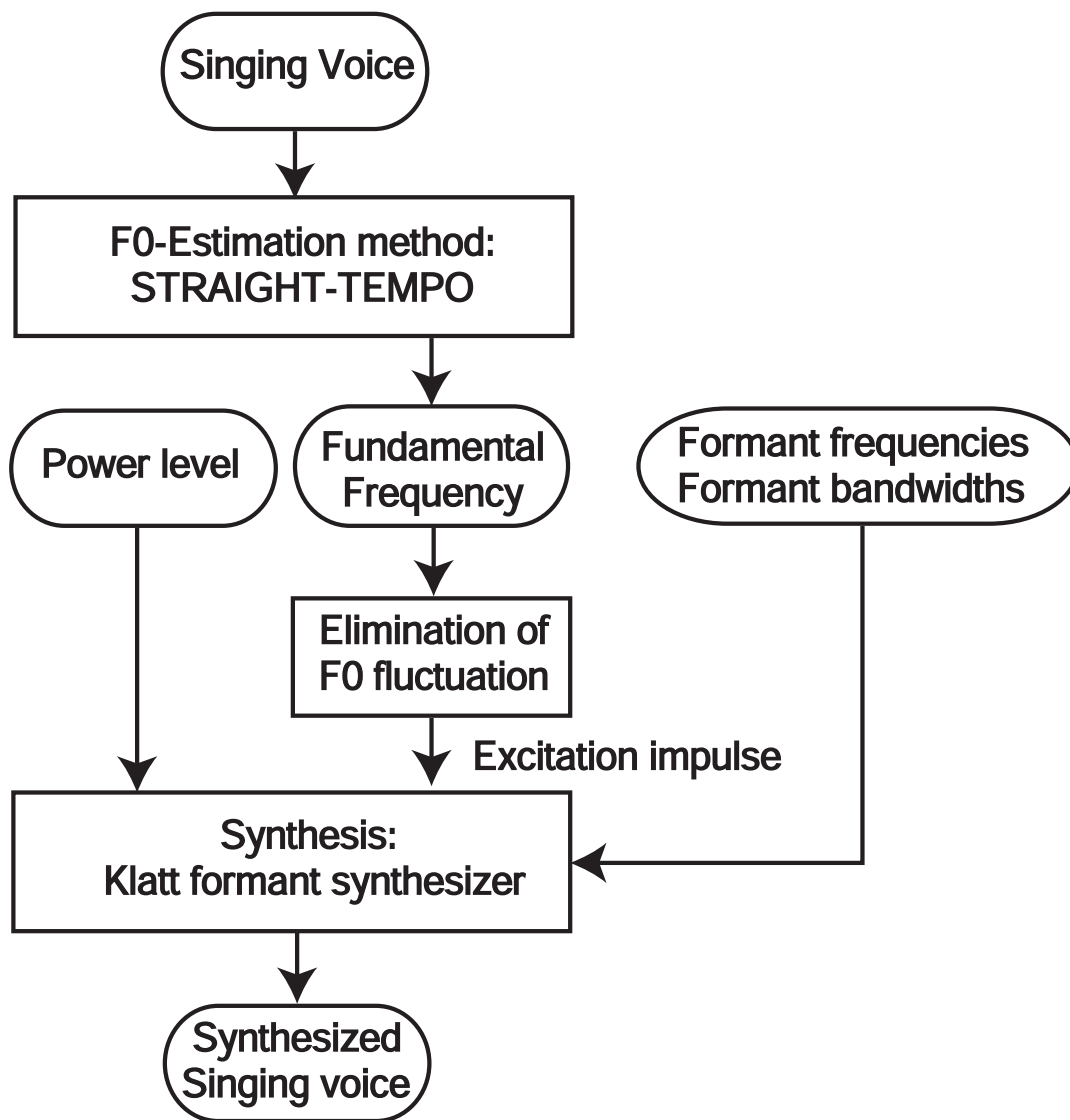 Singing Voice
F0-Estimation method:
STRAIGHT-TEMPO
Power level
Fundamental
Frequency
Formant frequencies
Formant bandwidths
Elimination of
F0 fluctuation
Excitation impulse
Synthesis:
Klatt formant synthesizer
Synthesized
Singing voice